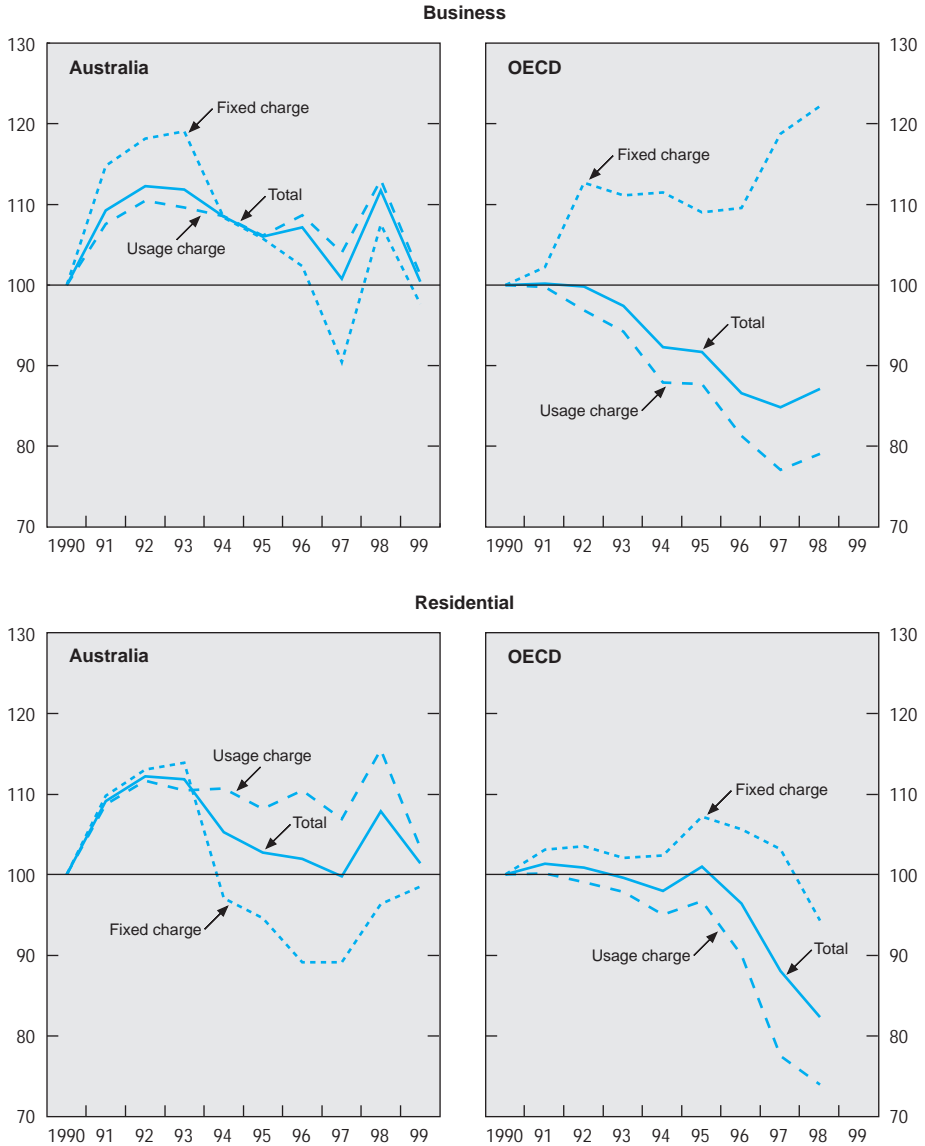 Business
130 130
Australia OECD
120 Fixed charge 120
Fixed charge
110 Total 110
Usage charge
100 100
Total
90 90
Usage charge
80 80
70 70
1990 91 92 93 94 95 96 97 98 99 1990 91 92 93 94 95 96 97 98 99
Residential
130 130
Australia OECD
120 120
Usage charge
110 110
Fixed charge
Total
100 100
Fixed charge
Total
90 Usage charge 90
80 80
70 70
1990 91 92 93 94 95 96 97 98 99 1990 91 92 93 94 95 96 97 98 99